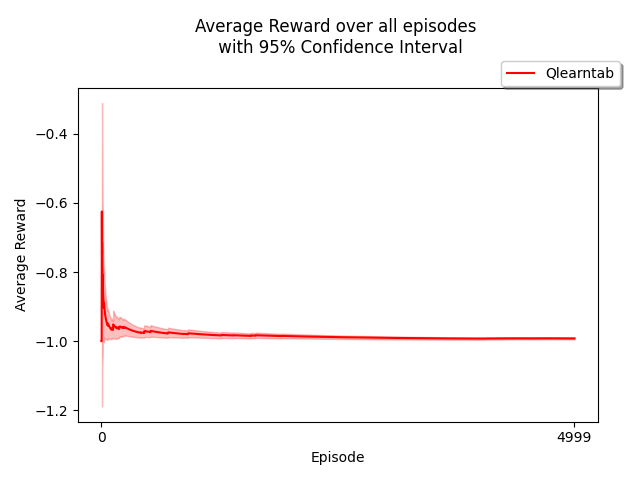 Average Reward over all episodes
with 95% Confidence Interval
Qlearntab
−0.4
−0.6
−0.8
−1.0
−1.2
Average Reward
0
4999
Episode